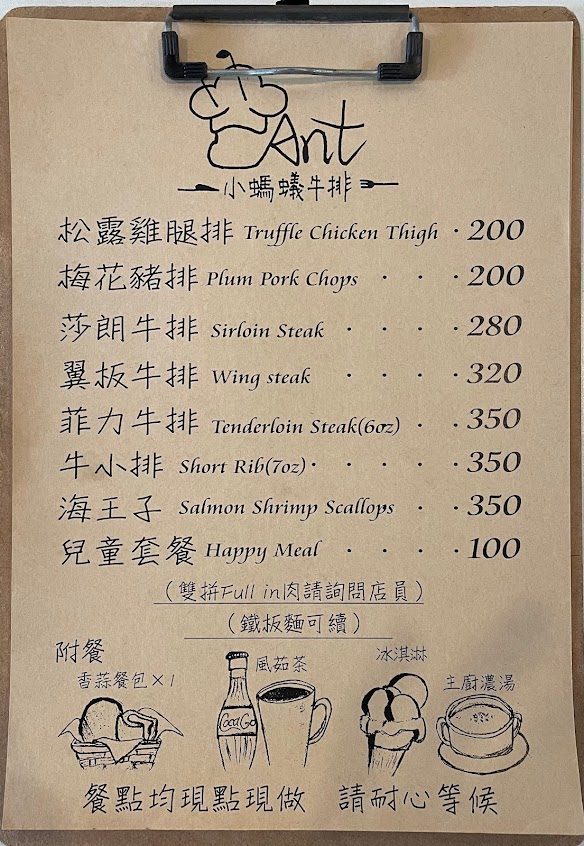 Ant
小螞蟻牛排
松露雞腿排 Truffle Chicken Thigh · 200
梅花豬排 Plum Pork Chops · · · 200
莎朗牛排 Sirloin Steak · · · · 280
翼板牛排 Wing steak · · · · 320
菲力牛排 Tenderloin Steak(6oz) · · 350
牛小排 Short Rib(7oz) · · · · 350
海王子 Salmon Shrimp Scallops · · 350
兒童套餐 Happy Meal · · · · 100
（雙拼Full in肉請詢問店員）
（鐵板麵可續）
附餐
香蒜餐包×1
風茹茶
冰淇淋
主廚濃湯
CocaGo
餐點均現點現做 請耐心等候